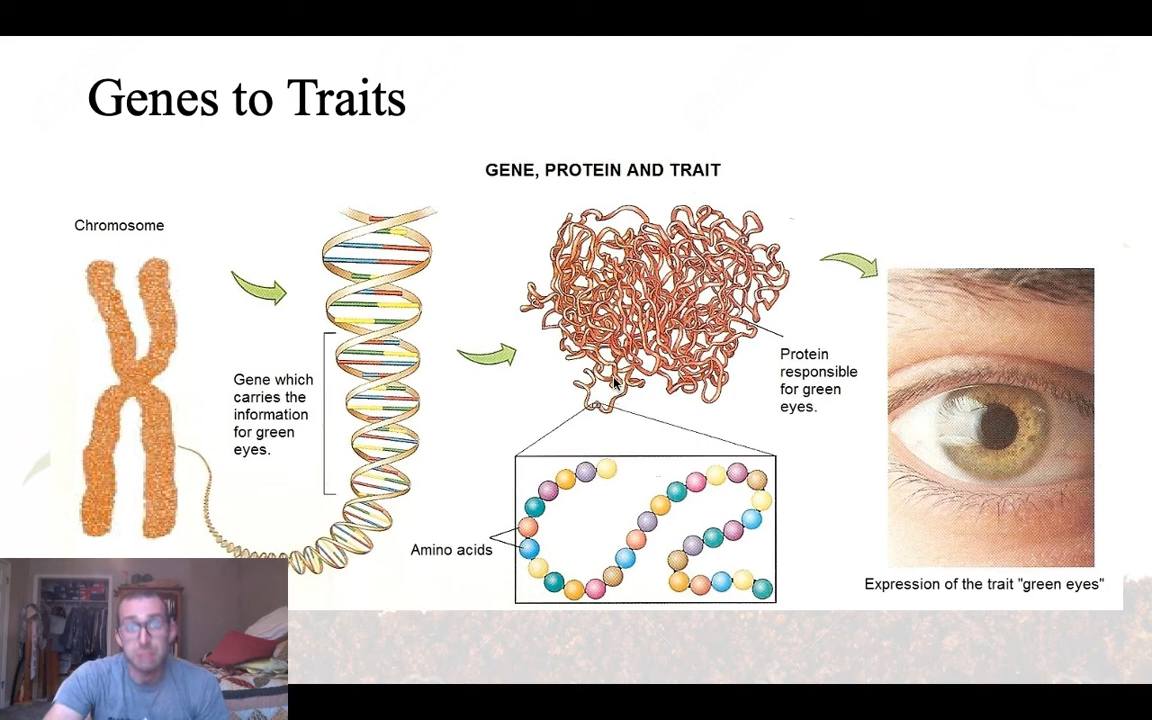 Genes to Traits
GENE, PROTEIN AND TRAIT
Chromosome
Gene which
carries the
information
for green
eyes.
Protein
responsible
for green
eyes.
Amino acids
Expression of the trait "green eyes"